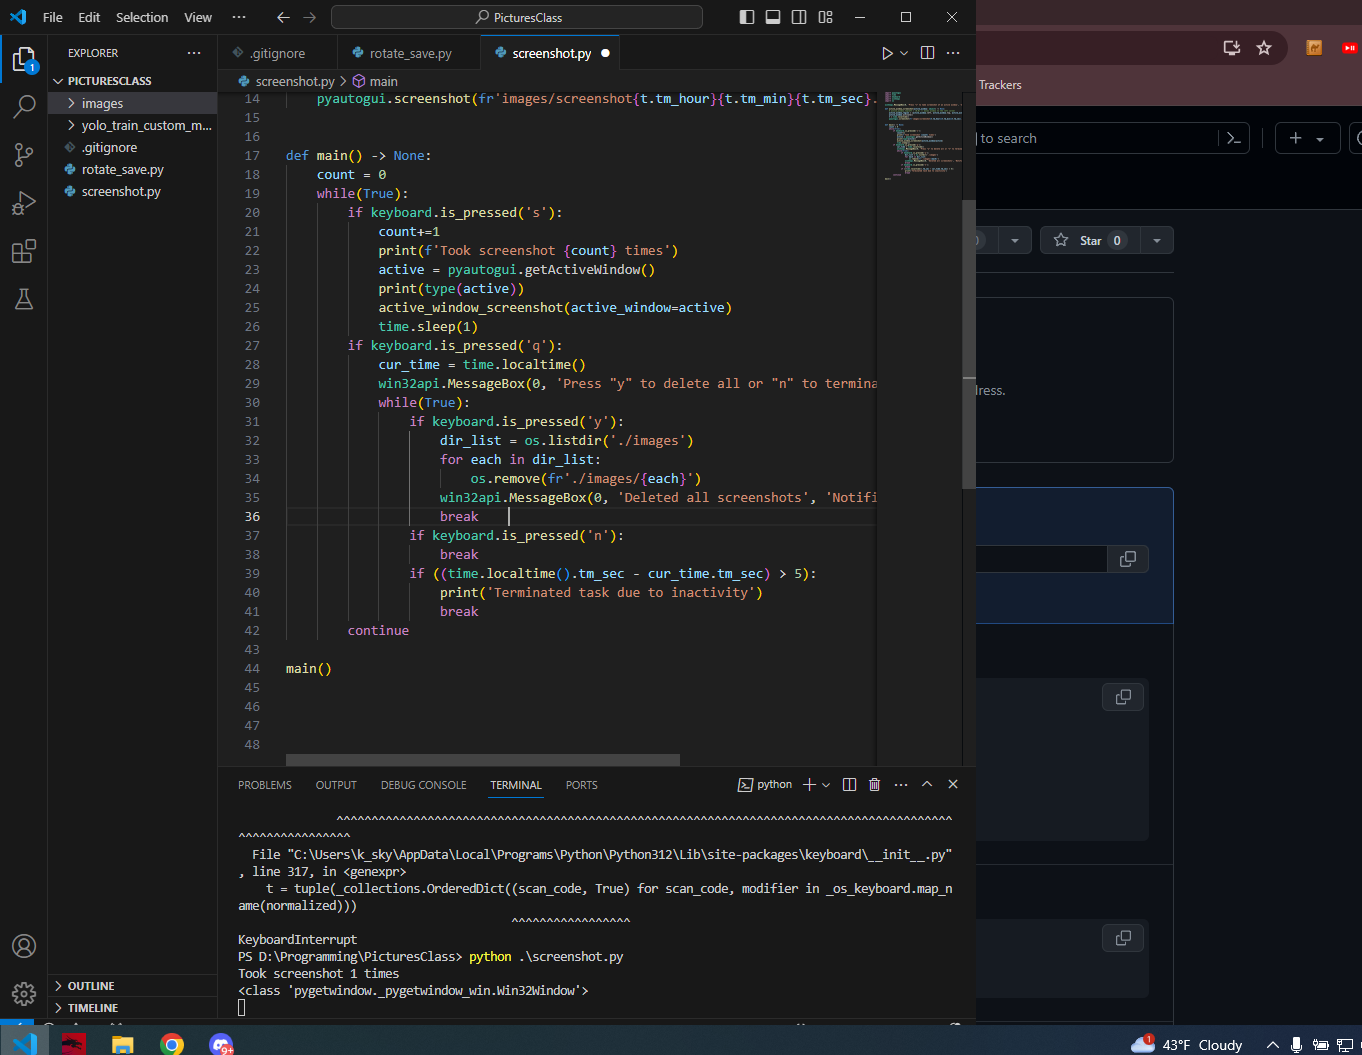 File Edit Selection View ··· PicturesClass
EXPLORER ···
PICTURESCLASS
images
yolo_train_custom_m...
.gitignore
rotate_save.py
screenshot.py
OUTLINE
TIMELINE
1
.gitignore rotate_save.py screenshot.py
screenshot.py > main
14 pyautogui.screenshot(fr'images/screenshot{t.tm_hour}{t.tm_min}{t.tm_sec}.
15
16
17 def main() -> None:
18 count = 0
19 while(True):
20 if keyboard.is_pressed('s'):
21 count+=1
22 print(f'Took screenshot {count} times')
23 active = pyautogui.getActiveWindow()
24 print(type(active))
25 active_window_screenshot(active_window=active)
26 time.sleep(1)
27 if keyboard.is_pressed('q'):
28 cur_time = time.localtime()
29 win32api.MessageBox(0, 'Press "y" to delete all or "n" to termina
30 while(True):
31 if keyboard.is_pressed('y'):
32 dir_list = os.listdir('./images')
33 for each in dir_list:
34 os.remove(fr'./images/{each}')
35 win32api.MessageBox(0, 'Deleted all screenshots', 'Notifi
36 break
37 if keyboard.is_pressed('n'):
38 break
39 if ((time.localtime().tm_sec - cur_time.tm_sec) > 5):
40 print('Terminated task due to inactivity')
41 break
42 continue
43
44 main()
45
46
47
48
PROBLEMS OUTPUT DEBUG CONSOLE TERMINAL PORTS python
^^^^^^^^^^^^^^^^^^^^^^^^^^^^^^^^^^^^^^^^^^^^^^^^^^^^^^^^^^^^^^^^^^^^^^^^^^^^^^^^
^^^^^^^^^^^^^^^^
File "C:\Users\k_sky\AppData\Local\Programs\Python\Python312\Lib\site-packages\keyboard\__init__.py"
, line 317, in <genexpr>
t = tuple(_collections.OrderedDict((scan_code, True) for scan_code, modifier in _os_keyboard.map_n
ame(normalized)))
^^^^^^^^^^^^^^^^^
KeyboardInterrupt
PS D:\Programming\PicturesClass> python .\screenshot.py
Took screenshot 1 times
<class 'pygetwindow._pygetwindow_win.Win32Window'>
Trackers
to search
Star 0
dress.
9+
1
43°F Cloudy